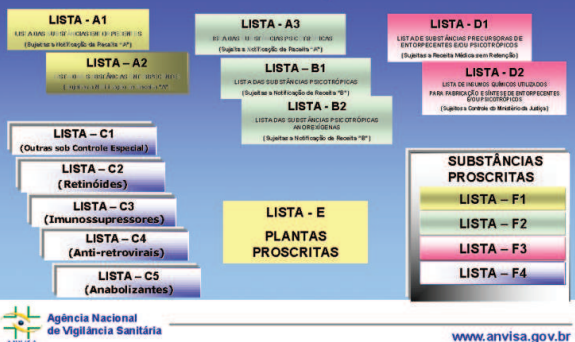 LISTA - A1
(Sujeitas a Notificação de Receita "A")
LISTA – A2
LISTA - A3
(Sujeitas a Notificação de Receita "A")
LISTA – B1
LISTA DAS SUBSTÂNCIAS PSICOTRÓPICAS
(Sujeitas a Notificação de Receita "B")
LISTA - B2
LISTA DAS SUBSTÂNCIAS PSICOTRÓPICAS
ANOREXÍGENAS
(Sujeitas a Notificação de Receita "B")
LISTA - D1
LISTA DE SUBSTÂNCIAS PRECURSORAS DE
ENTORPECENTES E/OU PSICOTRÓPICOS
(Sujeitas a Receita Médica sem Retenção)
LISTA - D2
LISTA DE INSUMOS QUÍMICOS UTILIZADOS
PARA FABRICAÇÃO E SÍNTESE DE ENTORPECENTES
E/OU PSICOTRÓPICOS
(Sujeitos a Controle do Ministério da Justiça)
LISTA – C1
(Outras sob Controle Especial)
LISTA – C2
(Retinóides)
LISTA – C3
(Imunossupressores)
LISTA – C4
(Anti-retrovirais)
LISTA – C5
(Anabolizantes)
LISTA - E
PLANTAS
PROSCRITAS
SUBSTÂNCIAS
PROSCRITAS
LISTA – F1
LISTA – F2
LISTA – F3
LISTA – F4
Agência Nacional
de Vigilância Sanitária
www.anvisa.gov.br